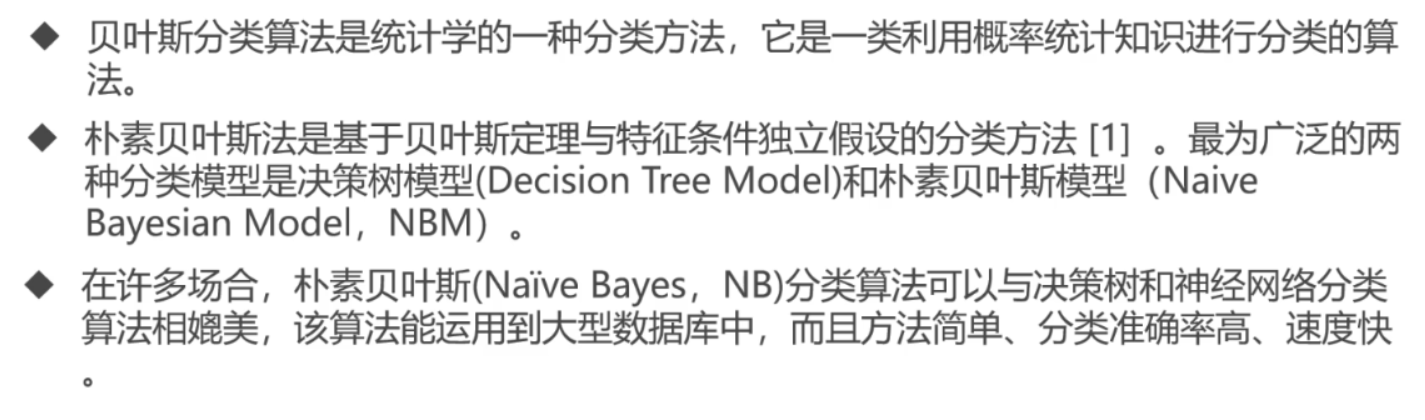 ◆ 贝叶斯分类算法是统计学的一种分类方法，它是一类利用概率统计知识进行分类的算
法。
◆ 朴素贝叶斯法是基于贝叶斯定理与特征条件独立假设的分类方法 [1] 。最为广泛的两
种分类模型是决策树模型(Decision Tree Model)和朴素贝叶斯模型（Naive
Bayesian Model，NBM）。
◆ 在许多场合，朴素贝叶斯(Naïve Bayes，NB)分类算法可以与决策树和神经网络分类
算法相媲美，该算法能运用到大型数据库中，而且方法简单、分类准确率高、速度快
。